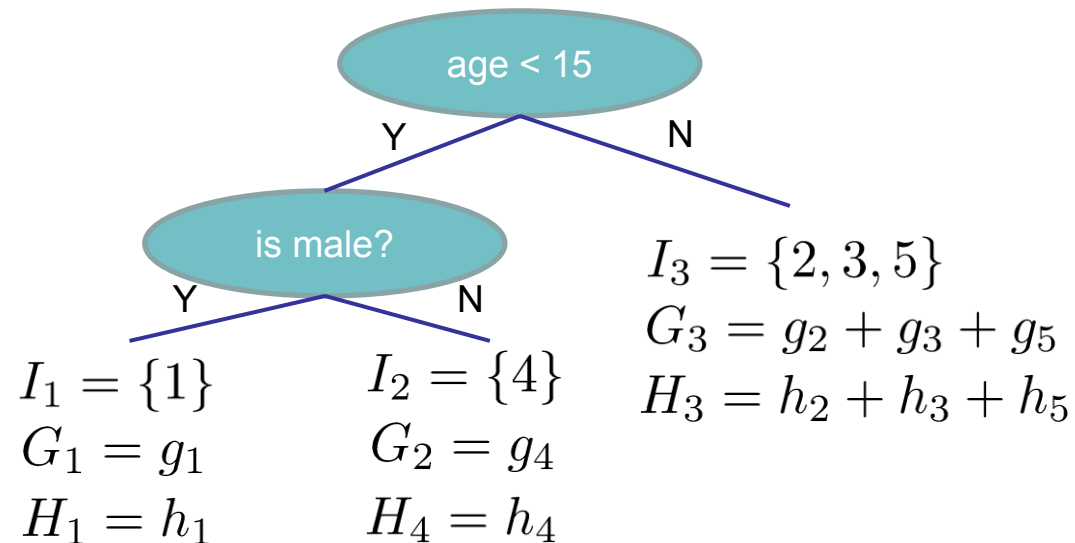 age < 15
Y
N
is male?
Y
N
I₁ = {1}
G₁ = g₁
H₁ = h₁
I₂ = {4}
G₂ = g₄
H₄ = h₄
I₃ = {2, 3, 5}
G₃ = g₂ + g₃ + g₅
H₃ = h₂ + h₃ + h₅